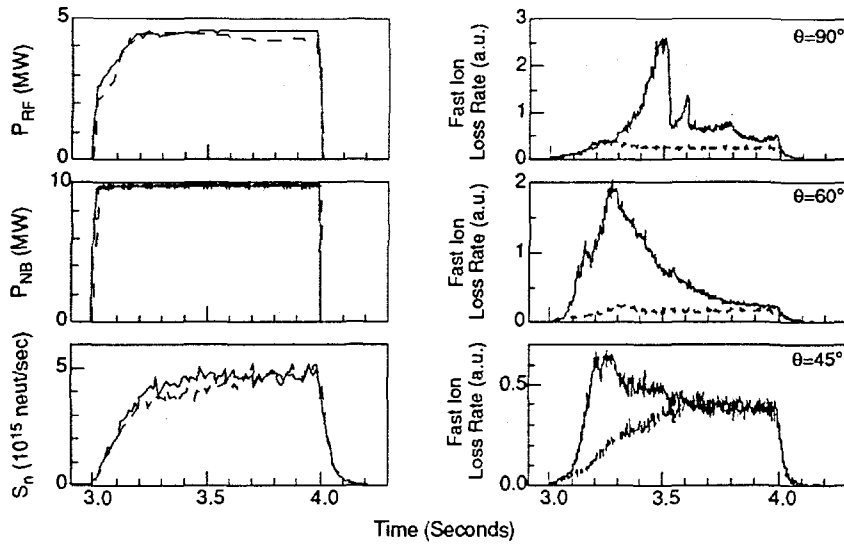 5
0
P_RF (MW)
10
0
P_NB (MW)
5
0
S_n (10^15 neut/sec)
3.0 3.5 4.0
3
2
1
0
Fast Ion
Loss Rate (a.u.)
θ=90°
2
1
0
Fast Ion
Loss Rate (a.u.)
θ=60°
0.5
0.0
Fast Ion
Loss Rate (a.u.)
θ=45°
3.0 3.5 4.0
Time (Seconds)